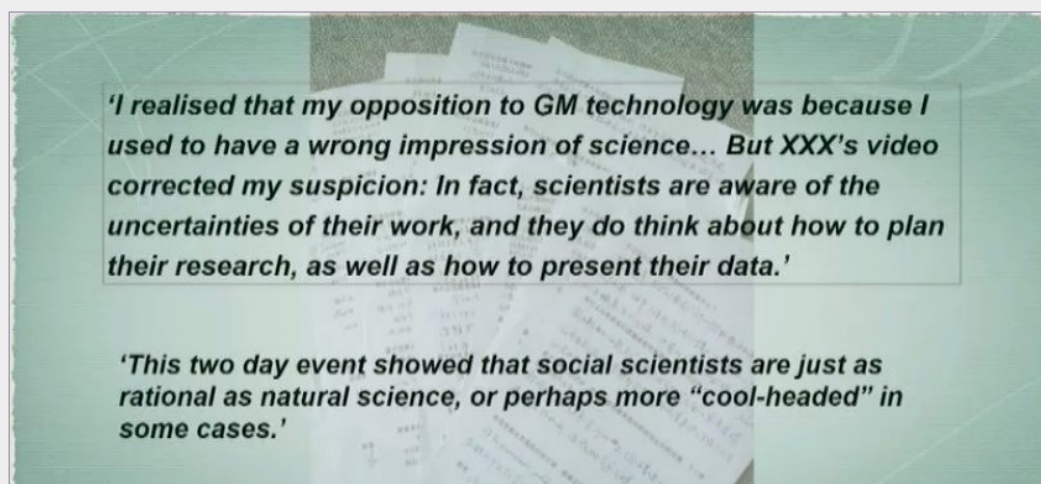 ‘I realised that my opposition to GM technology was because I
used to have a wrong impression of science... But XXX’s video
corrected my suspicion: In fact, scientists are aware of the
uncertainties of their work, and they do think about how to plan
their research, as well as how to present their data.’
‘This two day event showed that social scientists are just as
rational as natural science, or perhaps more “cool-headed” in
some cases.’